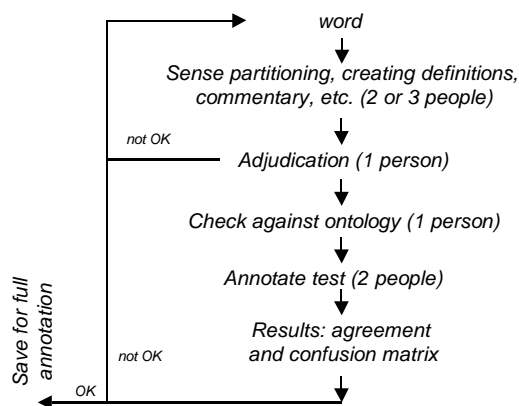 word
Sense partitioning, creating definitions,
commentary, etc. (2 or 3 people)
not OK
Adjudication (1 person)
Check against ontology (1 person)
Annotate test (2 people)
Results: agreement
and confusion matrix
not OK
OK
Save for full
annotation